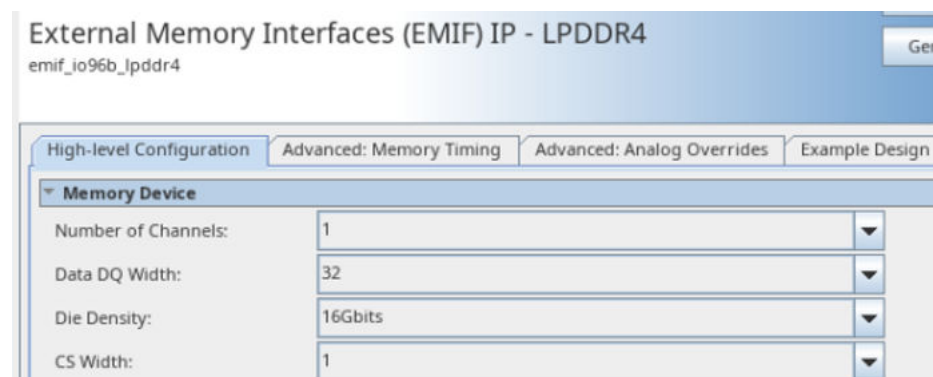 External Memory Interfaces (EMIF) IP - LPDDR4
emif_io96b_lpddr4
High-level Configuration Advanced: Memory Timing Advanced: Analog Overrides Example Design
Memory Device
Number of Channels: 1
Data DQ Width: 32
Die Density: 16Gbits
CS Width: 1